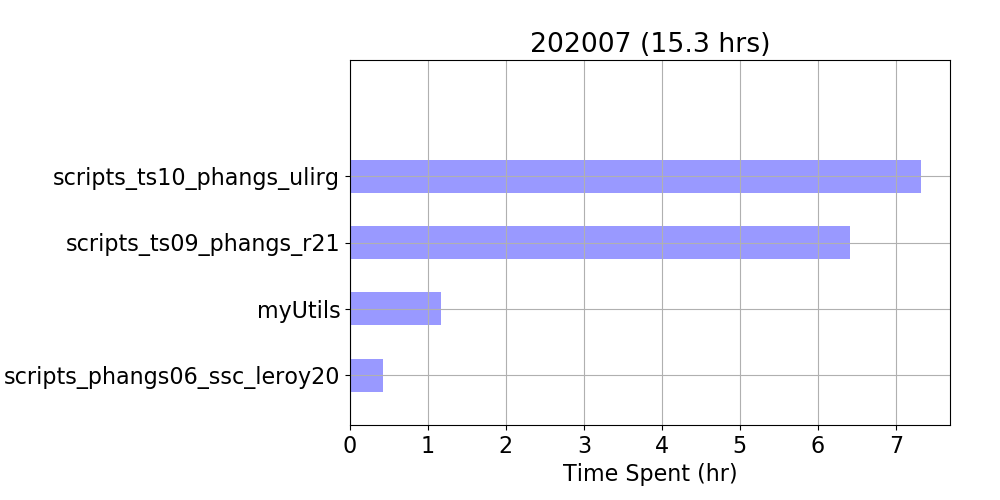 202007 (15.3 hrs)
scripts_ts10_phangs_ulirg
scripts_ts09_phangs_r21
myUtils
scripts_phangs06_ssc_leroy20
0 1 2 3 4 5 6 7
Time Spent (hr)